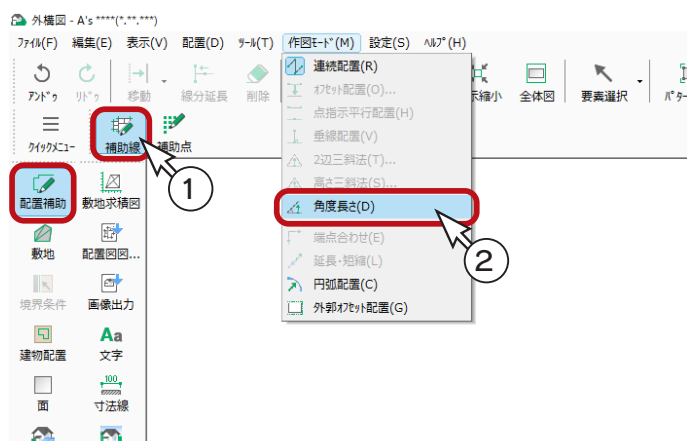 外構図 - A's ****(*.**.***)
ﾌｧｲﾙ(F) 編集(E) 表示(V) 配置(D) ﾂｰﾙ(T) 作図ﾓｰﾄﾞ(M) 設定(S) ﾍﾙﾌﾟ(H)
ｱﾝﾄﾞｩ ﾘﾄﾞｩ 移動 線分延長 削除 示縮小 全体図 要素選択
ｸｲｯｸﾒﾆｭｰ 補助線 補助点
配置補助 敷地求積図
敷地 配置図図...
境界条件 画像出力
建物配置 Aa 文字
面 100 寸法線
連続配置(R)
ｵﾌｾｯﾄ配置(O)...
点指示平行配置(H)
垂線配置(V)
2辺三斜法(T)...
高さ三斜法(S)...
角度長さ(D)
端点合わせ(E)
延長・短縮(L)
円弧配置(C)
外郭ｵﾌｾｯﾄ配置(G)
1
2